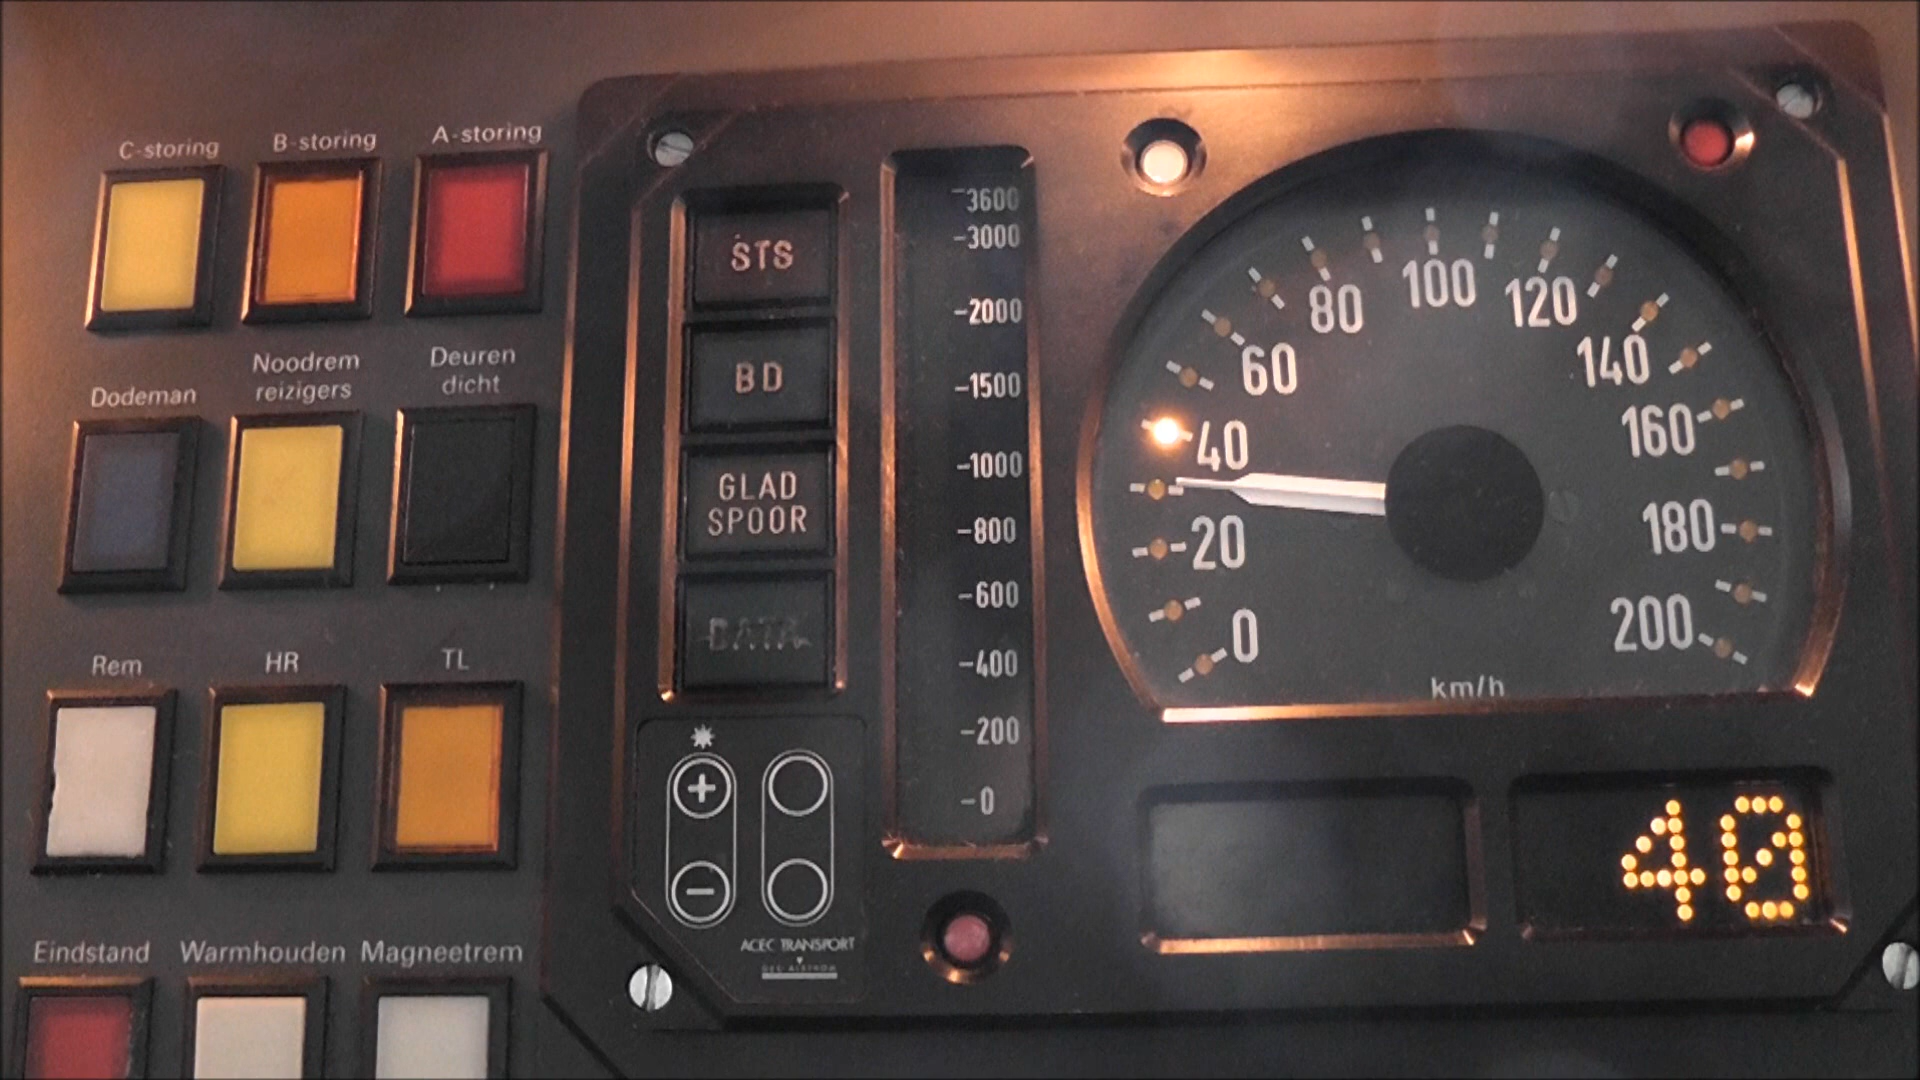 C-storing
B-storing
A-storing
Dodeman
Noodrem
reizigers
Deuren
dicht
Rem
HR
TL
Eindstand
Warmhouden
Magneetrem
STS
BD
GLAD
SPOOR
DATA
+
−
ACEC TRANSPORT
3600
3000
2000
1500
1000
800
600
400
200
0
0
20
40
60
80
100
120
140
160
180
200
km/h
40